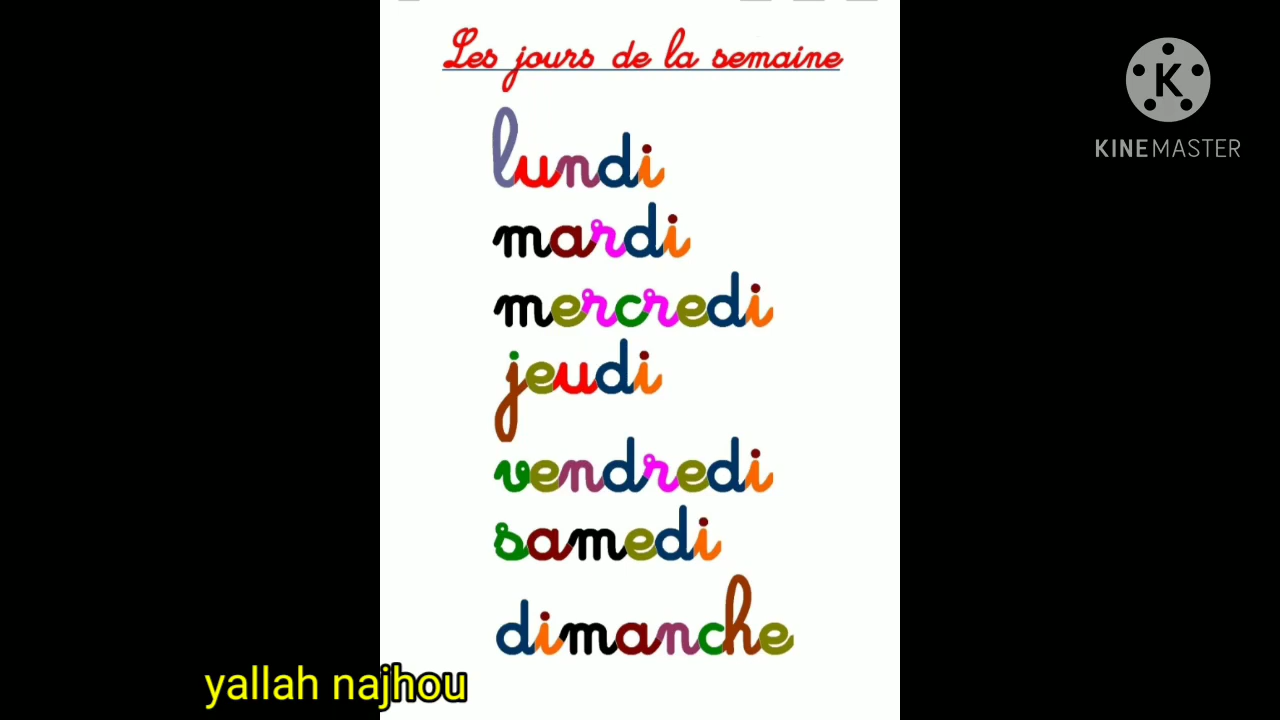 Les jours de la semaine
lundi
mardi
mercredi
jeudi
vendredi
samedi
dimanche
K
KINEMASTER
yallah najhou